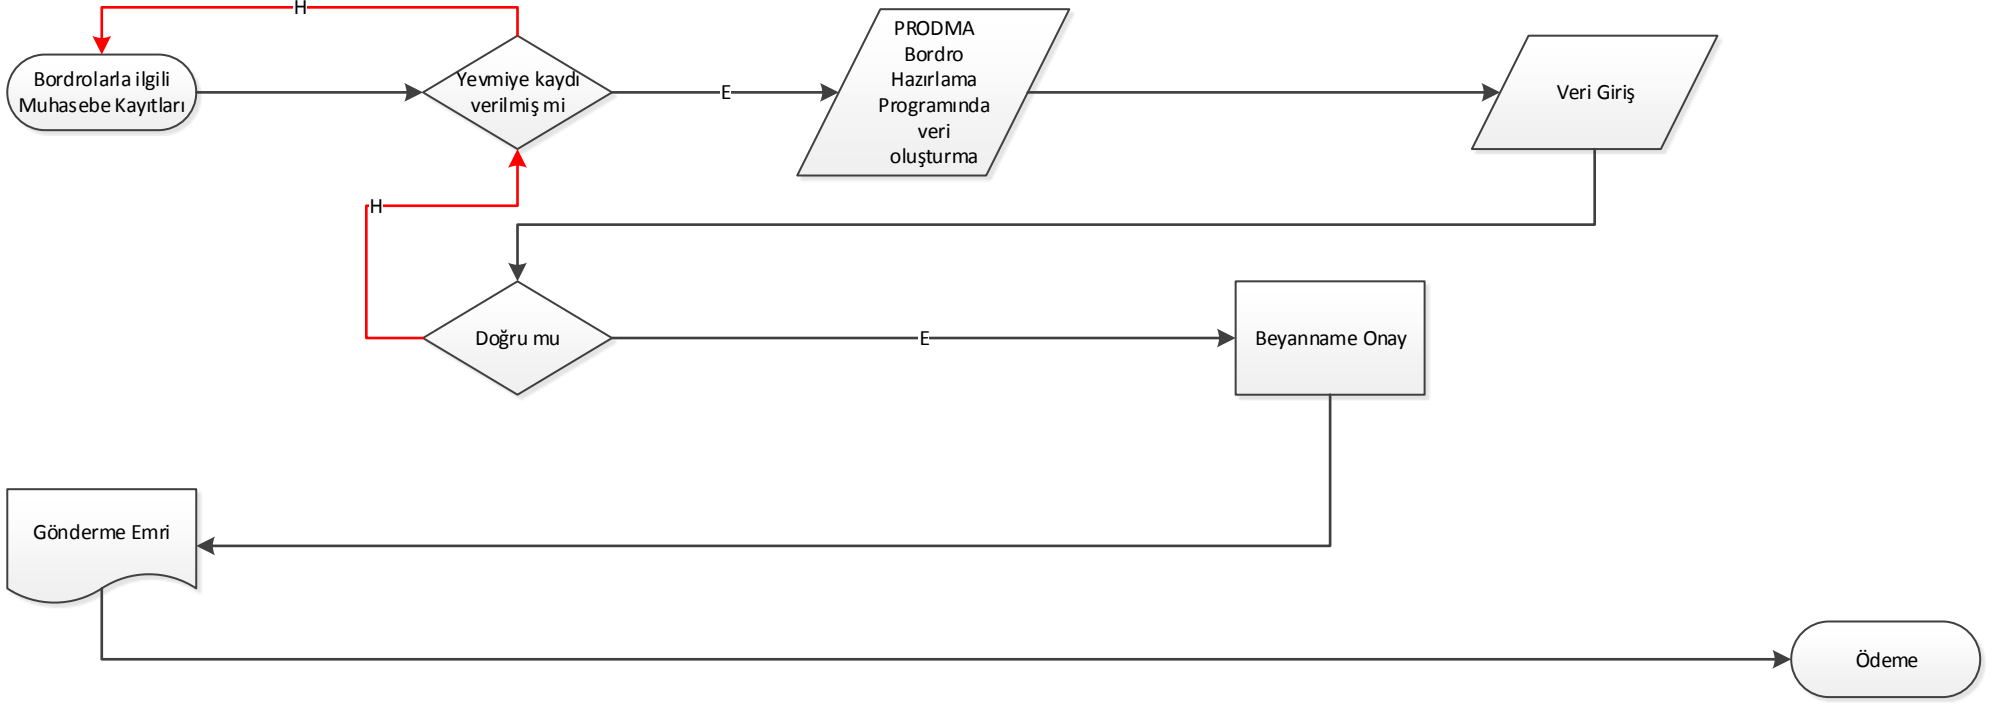 H
Bordrolarla ilgili
Muhasebe Kayıtları
Yevmiye kaydı
verilmiş mi
E
PRODMA
Bordro
Hazırlama
Programında
veri
oluşturma
Veri Giriş
H
Doğru mu
E
Beyanname Onay
Gönderme Emri
Ödeme